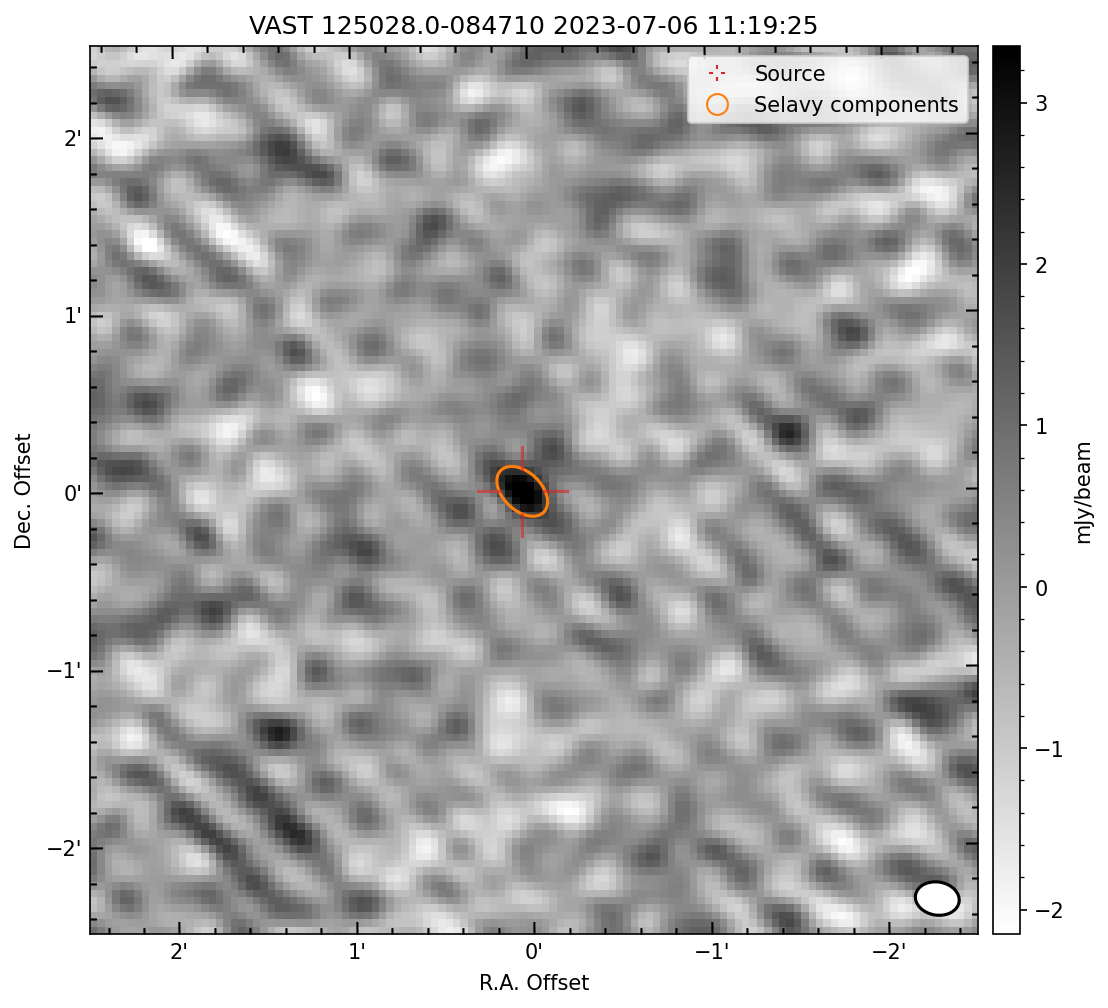 VAST 125028.0-084710 2023-07-06 11:19:25
Source
Selavy components
2'
1'
0'
−1'
−2'
Dec. Offset
2'
1'
0'
−1'
−2'
R.A. Offset
3
2
1
0
−1
−2
mJy/beam